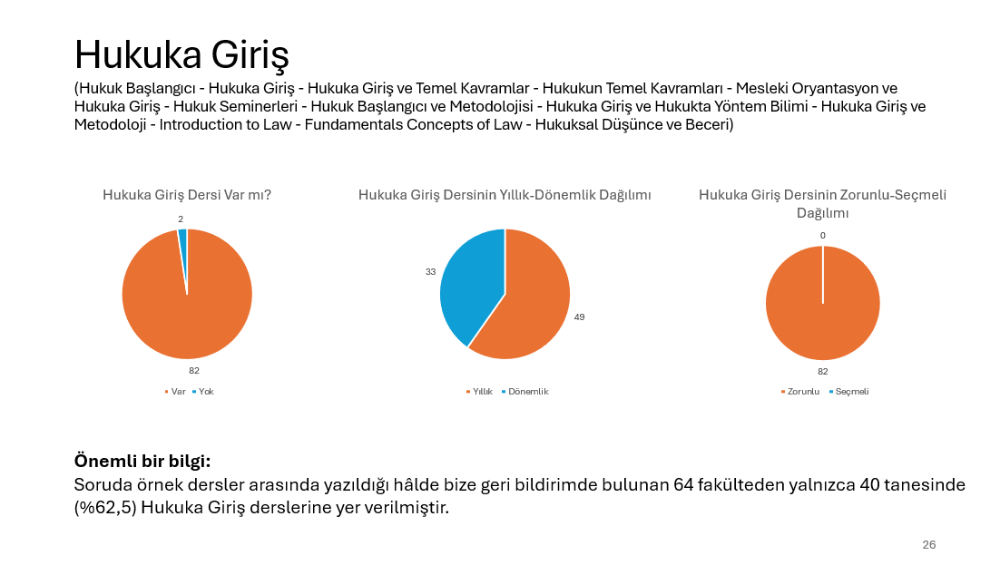 Hukuka Giriş
(Hukuk Başlangıcı - Hukuka Giriş - Hukuka Giriş ve Temel Kavramlar - Hukukun Temel Kavramları - Mesleki Oryantasyon ve
Hukuka Giriş - Hukuk Seminerleri - Hukuk Başlangıcı ve Metodolojisi - Hukuka Giriş ve Hukukta Yöntem Bilimi - Hukuka Giriş ve
Metodoloji - Introduction to Law - Fundamentals Concepts of Law - Hukuksal Düşünce ve Beceri)
Hukuka Giriş Dersi Var mı?
2
82
Var Yok
Hukuka Giriş Dersinin Yıllık-Dönemlik Dağılımı
33
49
Yıllık Dönemlik
Hukuka Giriş Dersinin Zorunlu-Seçmeli
Dağılımı
0
82
Zorunlu Seçmeli
Önemli bir bilgi:
Soruda örnek dersler arasında yazıldığı hâlde bize geri bildirimde bulunan 64 fakülteden yalnızca 40 tanesinde
(%62,5) Hukuka Giriş derslerine yer verilmiştir.
26